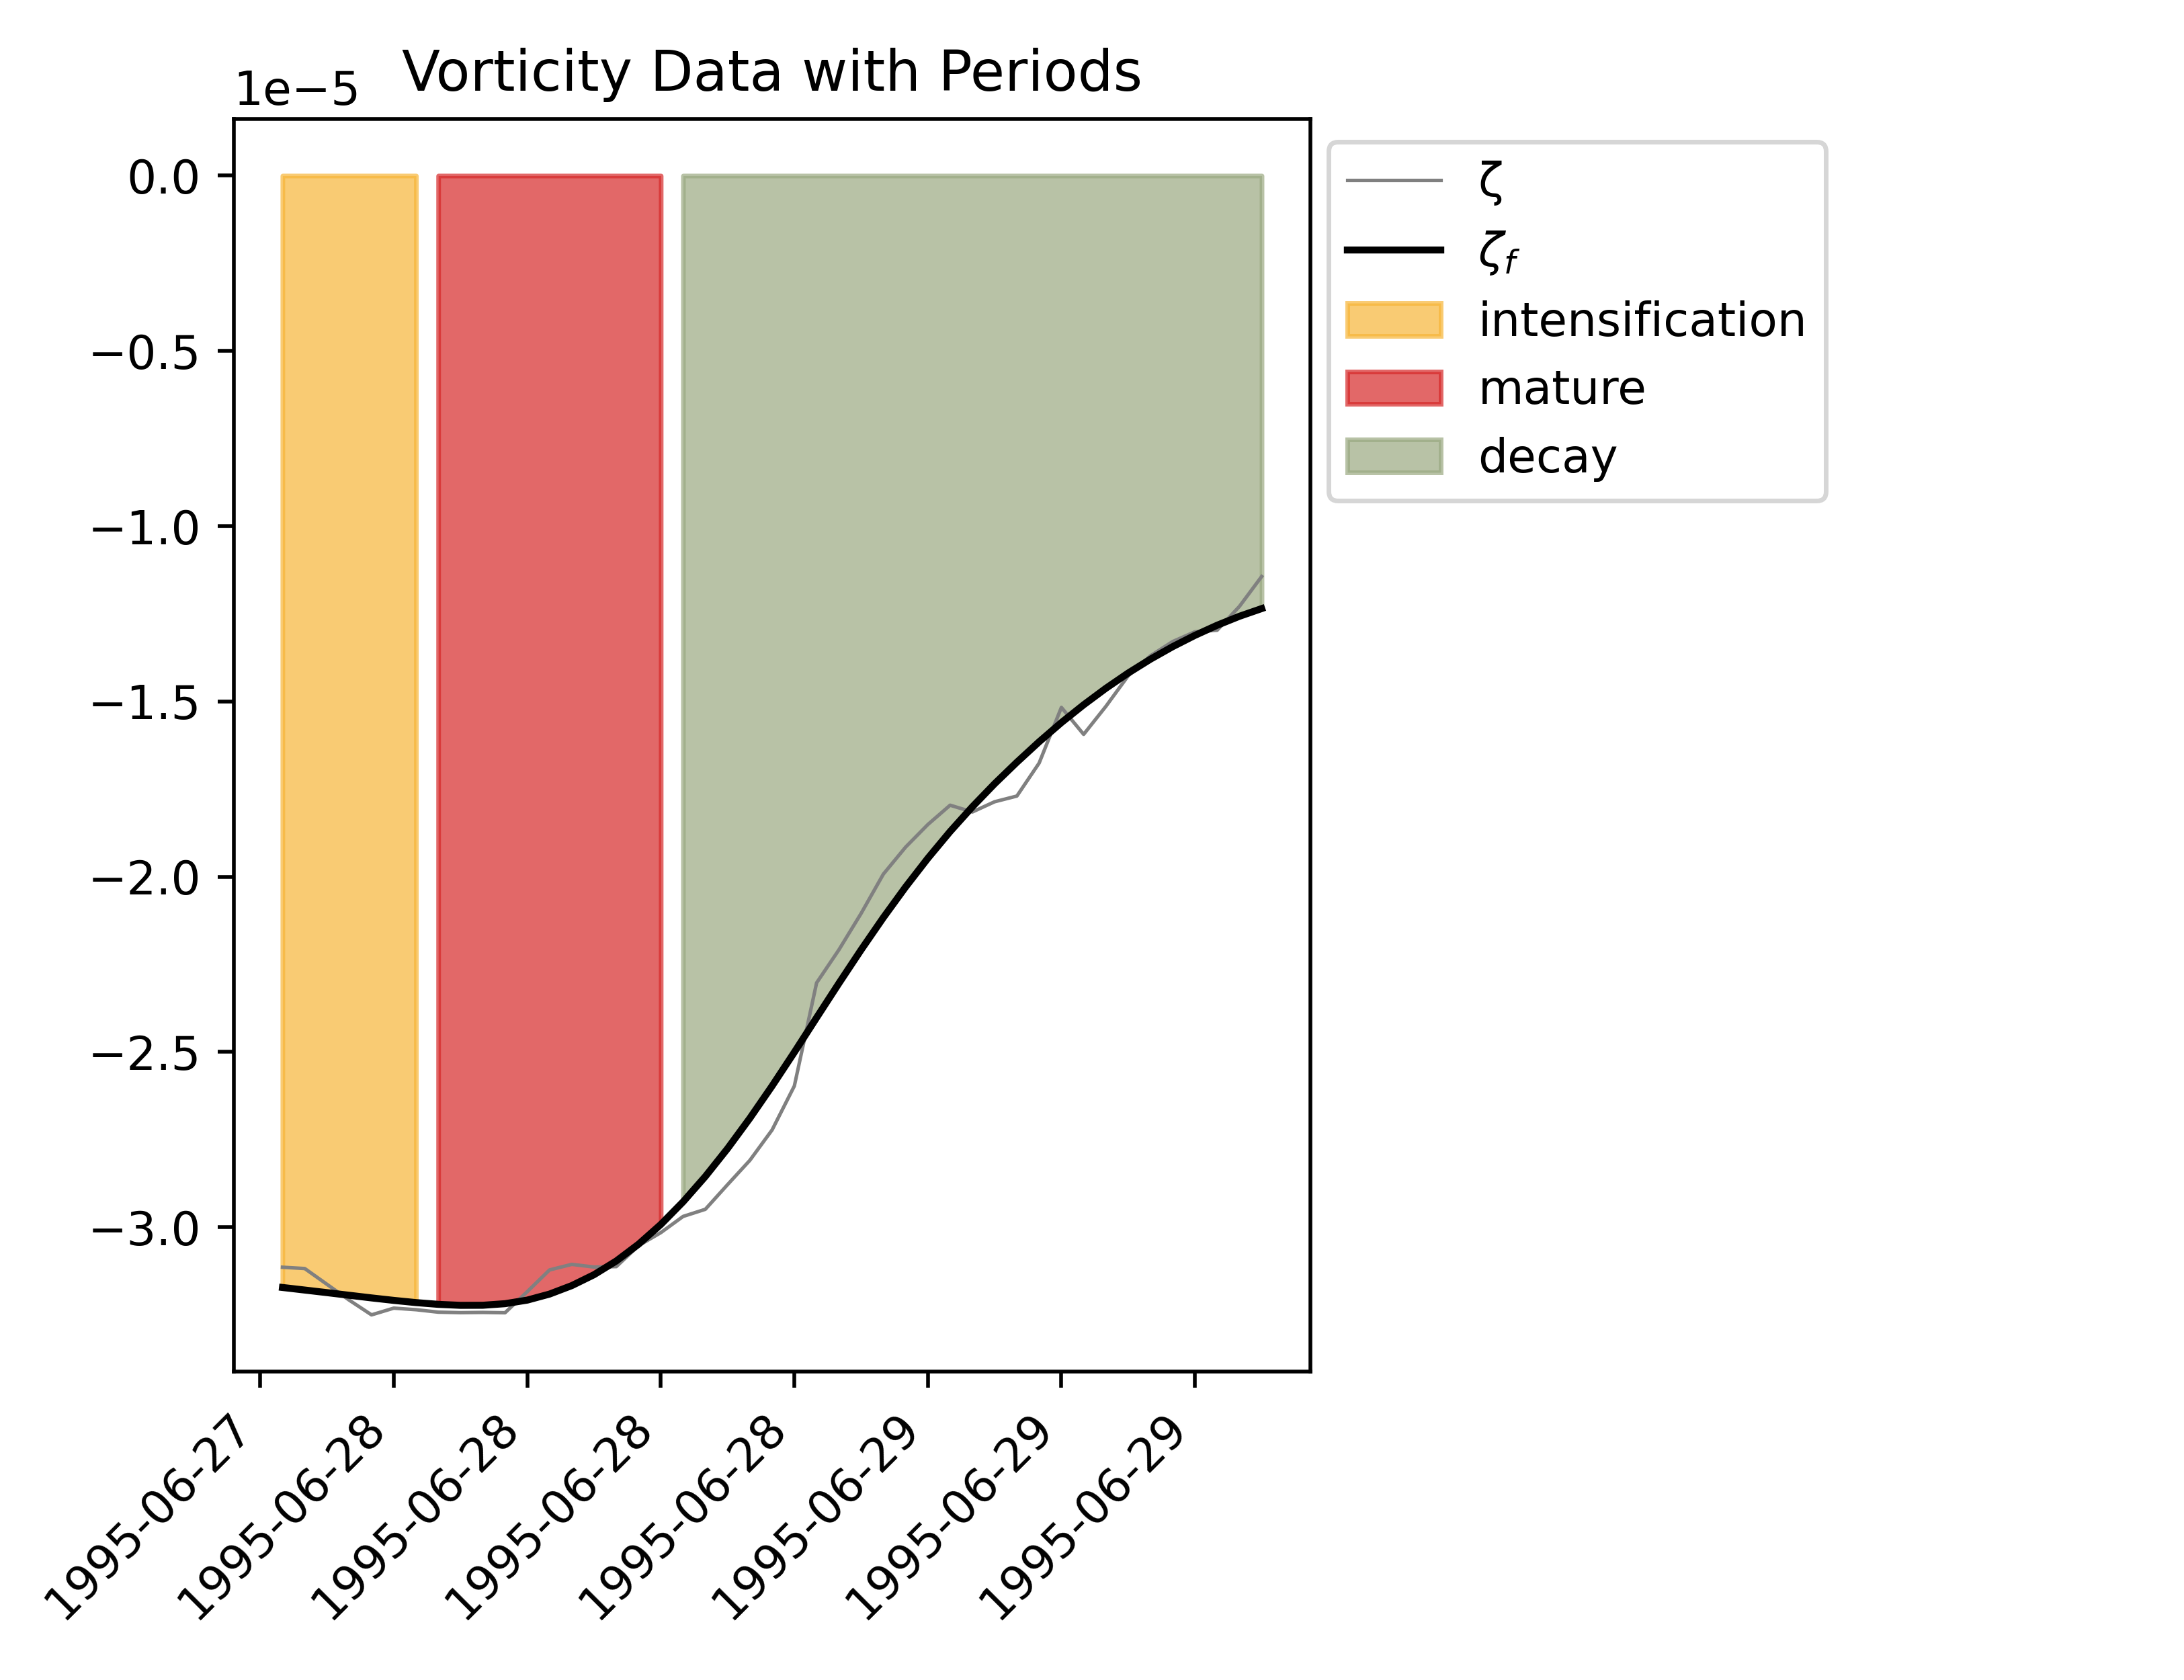 Vorticity Data with Periods
1e−5
0.0
−0.5
−1.0
−1.5
−2.0
−2.5
−3.0
1995-06-27
1995-06-28
1995-06-28
1995-06-28
1995-06-28
1995-06-29
1995-06-29
1995-06-29
ζ
ζf
intensification
mature
decay